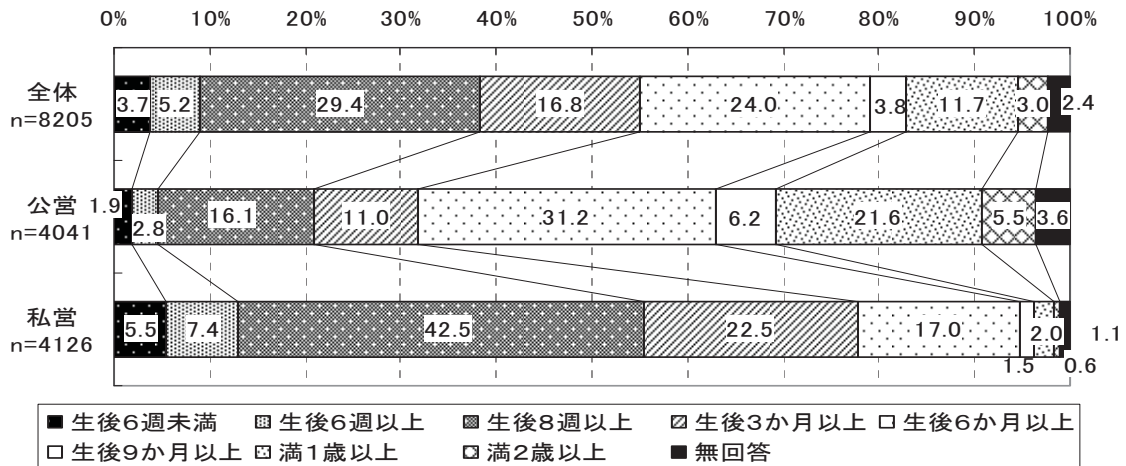 0% 10% 20% 30% 40% 50% 60% 70% 80% 90% 100%
全体
n=8205
3.7 5.2 29.4 16.8 24.0 3.8 11.7 3.0 2.4
公営
n=4041
1.9 2.8 16.1 11.0 31.2 6.2 21.6 5.5 3.6
私営
n=4126
5.5 7.4 42.5 22.5 17.0 1.5 2.0 0.6 1.1
生後6週未満 生後6週以上 生後8週以上 生後3か月以上 生後6か月以上
生後9か月以上 満1歳以上 満2歳以上 無回答